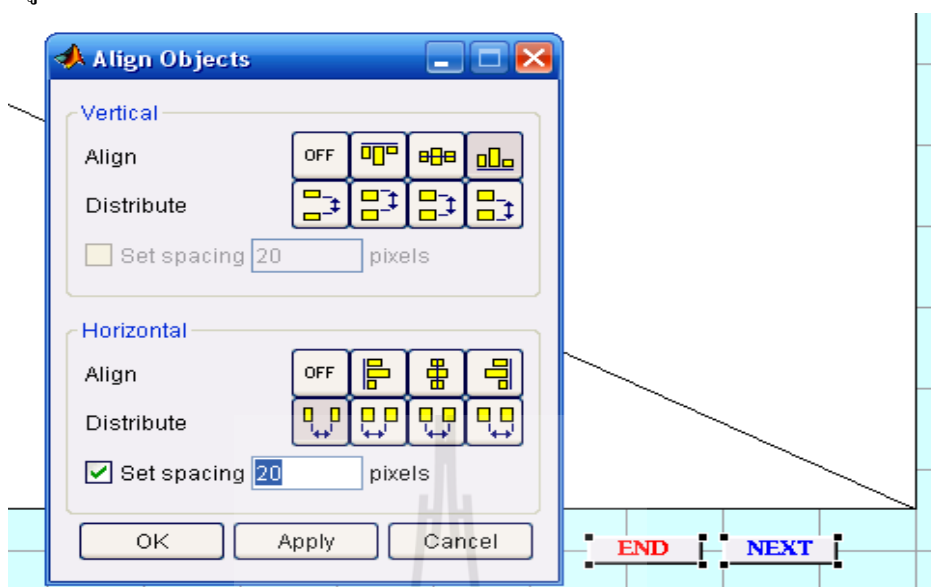 Align Objects
Vertical
Align OFF
Distribute
Set spacing 20 pixels
Horizontal
Align OFF
Distribute
Set spacing 20 pixels
OK Apply Cancel
END NEXT